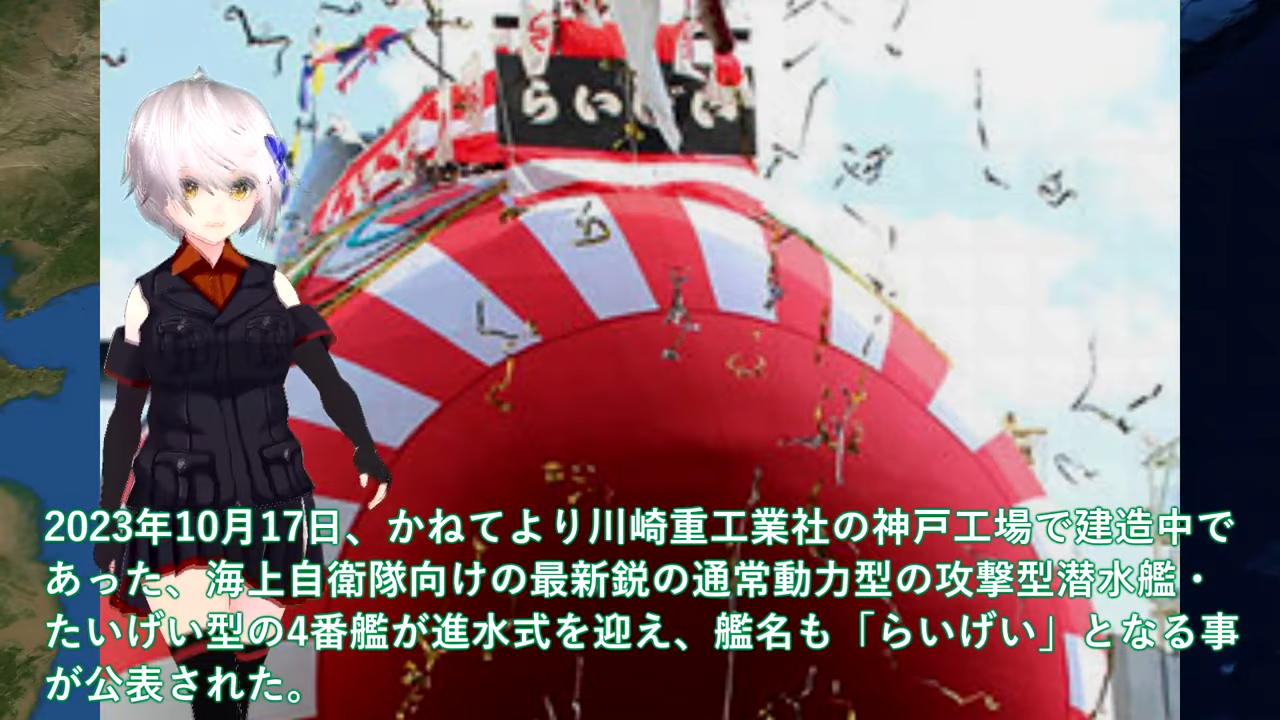 らいげい
2023年10月17日、かねてより川崎重工業社の神戸工場で建造中で
あった、海上自衛隊向けの最新鋭の通常動力型の攻撃型潜水艦・
たいげい型の4番艦が進水式を迎え、艦名も「らいげい」となる事
が公表された。